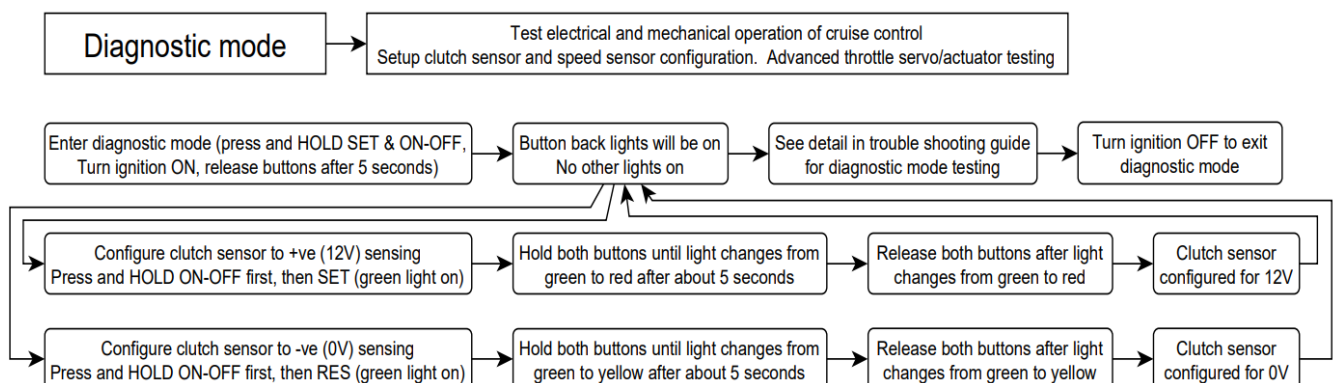 Diagnostic mode
Test electrical and mechanical operation of cruise control
Setup clutch sensor and speed sensor configuration.  Advanced throttle servo/actuator testing
Enter diagnostic mode (press and HOLD SET & ON-OFF,
Turn ignition ON, release buttons after 5 seconds)
Button back lights will be on
No other lights on
See detail in trouble shooting guide
for diagnostic mode testing
Turn ignition OFF to exit
diagnostic mode
Configure clutch sensor to +ve (12V) sensing
Press and HOLD ON-OFF first, then SET (green light on)
Hold both buttons until light changes from
green to red after about 5 seconds
Release both buttons after light
changes from green to red
Clutch sensor
configured for 12V
Configure clutch sensor to -ve (0V) sensing
Press and HOLD ON-OFF first, then RES (green light on)
Hold both buttons until light changes from
green to yellow after about 5 seconds
Release both buttons after light
changes from green to yellow
Clutch sensor
configured for 0V